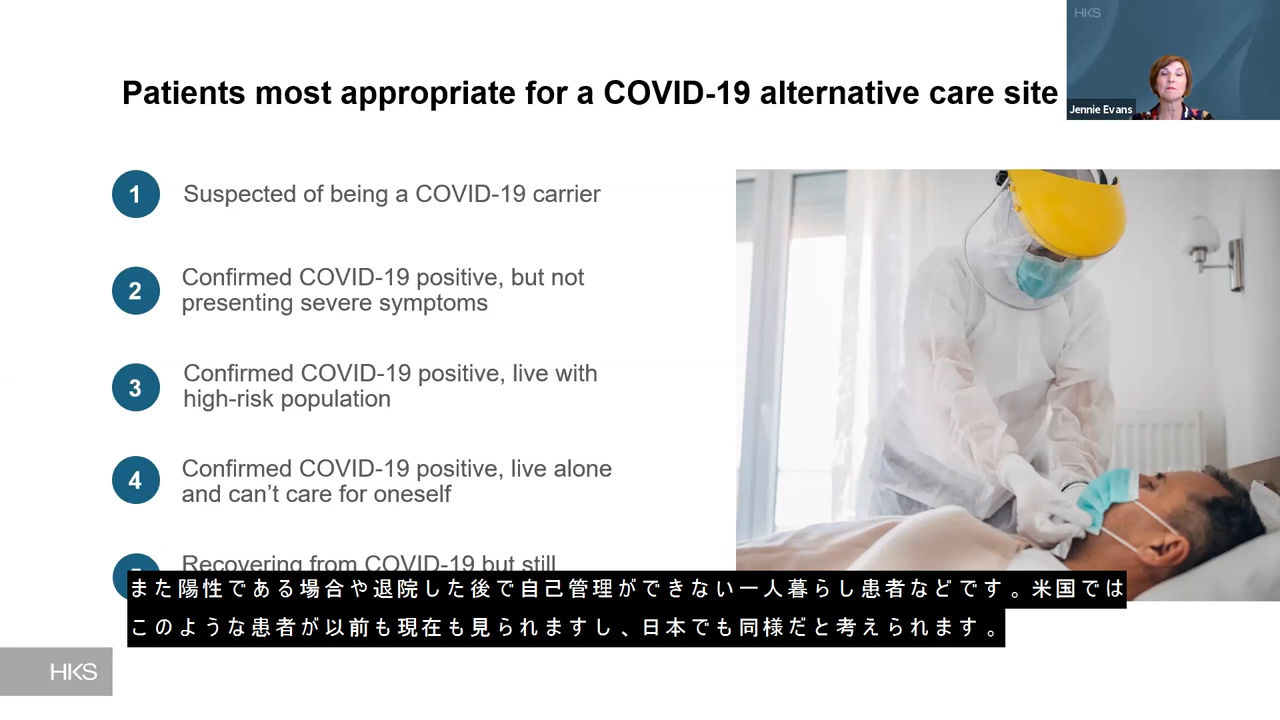 HKS
Patients most appropriate for a COVID-19 alternative care site
Jennie Evans
1 Suspected of being a COVID-19 carrier
2 Confirmed COVID-19 positive, but not
presenting severe symptoms
3 Confirmed COVID-19 positive, live with
high-risk population
4 Confirmed COVID-19 positive, live alone
and can’t care for oneself
Recovering from COVID-19 but still
また陽性である場合や退院した後で自己管理ができない一人暮らし患者などです。米国では
このような患者が以前も現在も見られますし、日本でも同様だと考えられます。
HKS